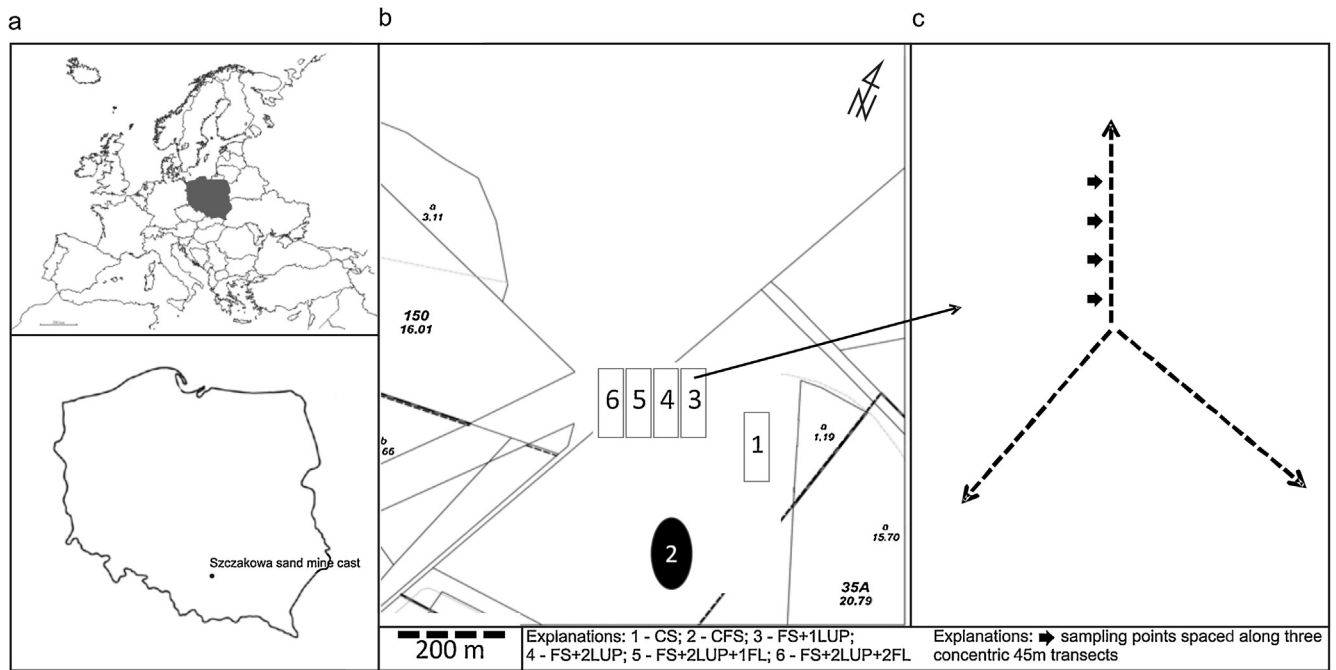 a
b
c
Szczakowa sand mine cast
a
3.11
150
16.01
b
66
N
6 5 4 3
1
2
a
1.19
a
15.70
35A
20.79
200 m
Explanations: 1 - CS; 2 - CFS; 3 - FS+1LUP;
4 - FS+2LUP; 5 - FS+2LUP+1FL; 6 - FS+2LUP+2FL
Explanations: sampling points spaced along three
concentric 45m transects